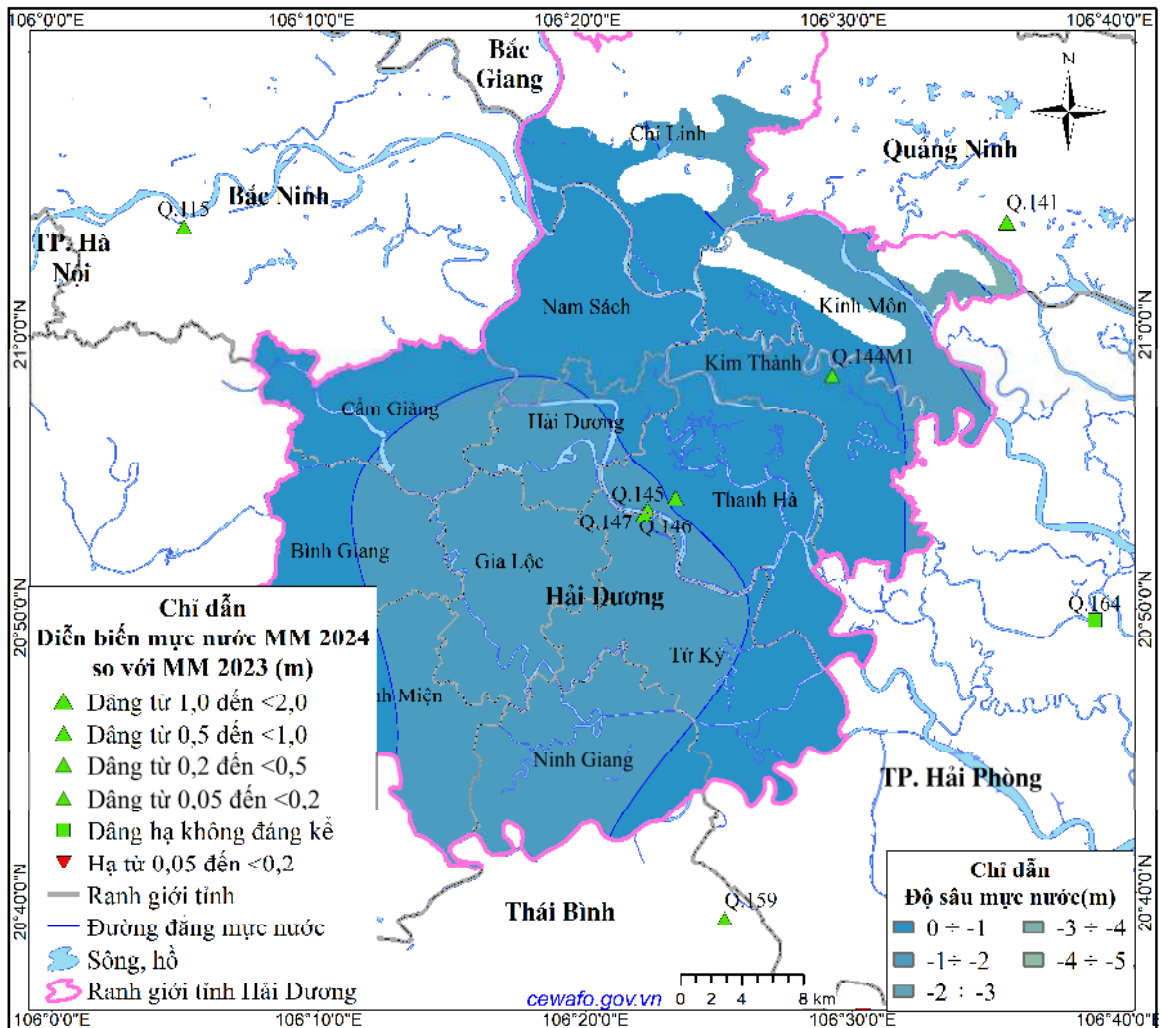 106°0'0"E
106°10'0"E
106°20'0"E
106°30'0"E
106°40'0"E
Bắc
Giang
N
Chí Linh
Quảng Ninh
Bắc Ninh
Q.115
Q.141
TP. Hà
Nội
21°0'0"N
21°0'0"N
Nam Sách
Kinh Môn
Kim Thành
Q.144M1
Cẩm Giàng
Hải Dương
Q.145
Thanh Hà
Q.147
Q.146
Bình Giang
Gia Lộc
Hải Dương
20°50'0"N
20°50'0"N
Q.164
Tứ Kỳ
nh Miện
Ninh Giang
TP. Hải Phòng
Chỉ dẫn
Diễn biến mực nước MM 2024
so với MM 2023 (m)
Dâng từ 1,0 đến <2,0
Dâng từ 0,5 đến <1,0
Dâng từ 0,2 đến <0,5
Dâng từ 0,05 đến <0,2
Dâng hạ không đáng kể
Hạ từ 0,05 đến <0,2
Ranh giới tỉnh
Đường đẳng mực nước
Sông, hồ
Ranh giới tỉnh Hải Dương
20°40'0"N
20°40'0"N
Thái Bình
Q.159
Chỉ dẫn
Độ sâu mực nước(m)
0 ÷ -1
-3 ÷ -4
-1÷ -2
-4 ÷ -5
-2 ÷ -3
cewafo.gov.vn
0 2 4 8 km
106°0'0"E
106°10'0"E
106°20'0"E
106°30'0"E
106°40'0"E